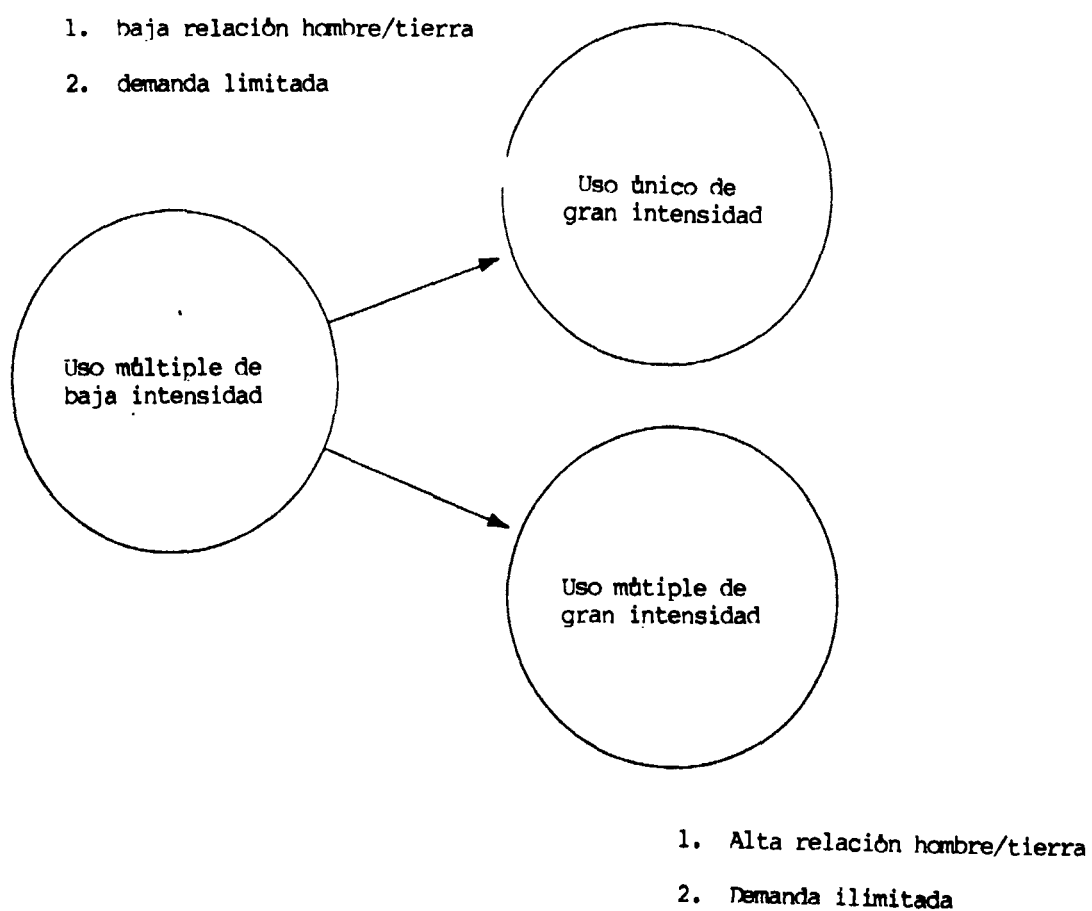 1. baja relación hombre/tierra
2. demanda limitada
Uso único de
gran intensidad
Uso múltiple de
baja intensidad
Uso mútiple de
gran intensidad
1. Alta relación hombre/tierra
2. Demanda ilimitada